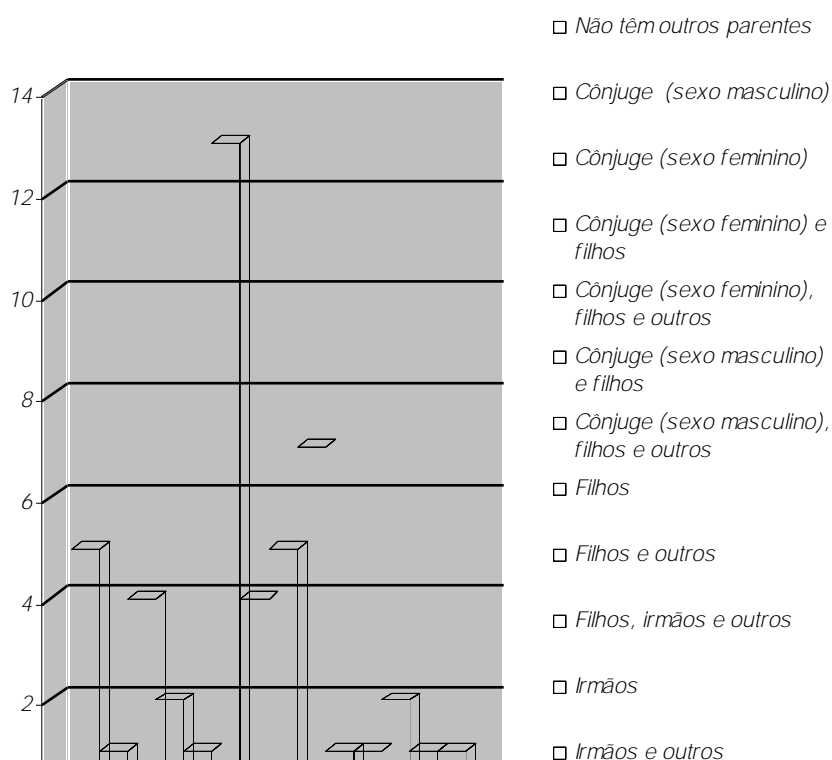 14
12
10
8
6
4
2
Não têm outros parentes
Cônjuge (sexo masculino)
Cônjuge (sexo feminino)
Cônjuge (sexo feminino) e
filhos
Cônjuge (sexo feminino),
filhos e outros
Cônjuge (sexo masculino)
e filhos
Cônjuge (sexo masculino),
filhos e outros
Filhos
Filhos e outros
Filhos, irmãos e outros
Irmãos
Irmãos e outros